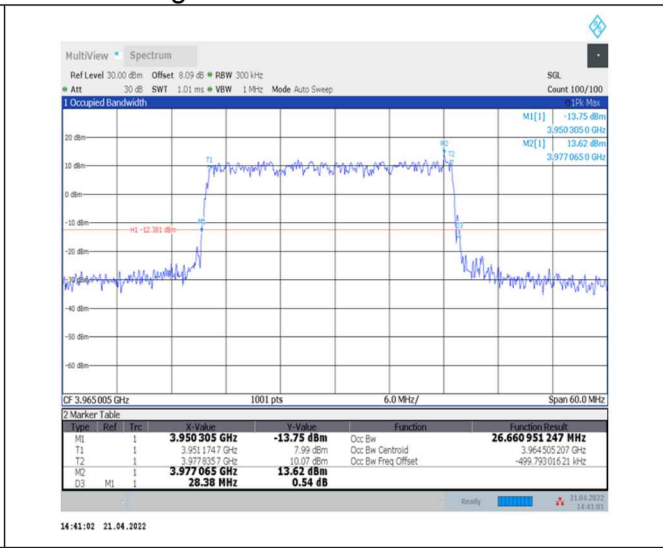 MultiView Spectrum
Ref Level 30.00 dBm Offset 8.09 dB RBW 300 kHz SGL
Att 30 dB SWT 1.01 ms VBW 1 MHz Mode Auto Sweep Count 100/100
1 Occupied Bandwidth 1Pk Max
M1[1] -13.75 dBm
3.950 305 0 GHz
M2[1] 13.62 dBm
3.977 065 0 GHz
20 dBm
M2
T1
T2
10 dBm
0 dBm
-10 dBm
M1
D3
H1 -12.381 dBm
-20 dBm
-40 dBm
-50 dBm
-60 dBm
CF 3.965 005 GHz 1001 pts 6.0 MHz/ Span 60.0 MHz
2 Marker Table
Type Ref Trc X-Value Y-Value Function Function Result
M1 1 3.950 305 GHz -13.75 dBm Occ Bw 26.660 951 247 MHz
T1 1 3.951 174 7 GHz 7.99 dBm Occ Bw Centroid 3.964 505 207 GHz
T2 1 3.977 835 7 GHz 10.07 dBm Occ Bw Freq Offset -499.793 016 21 kHz
M2 1 3.977 065 GHz 13.62 dBm
D3 M1 1 28.38 MHz 0.54 dB
Ready 21.04.2022
14:41:01
14:41:02 21.04.2022